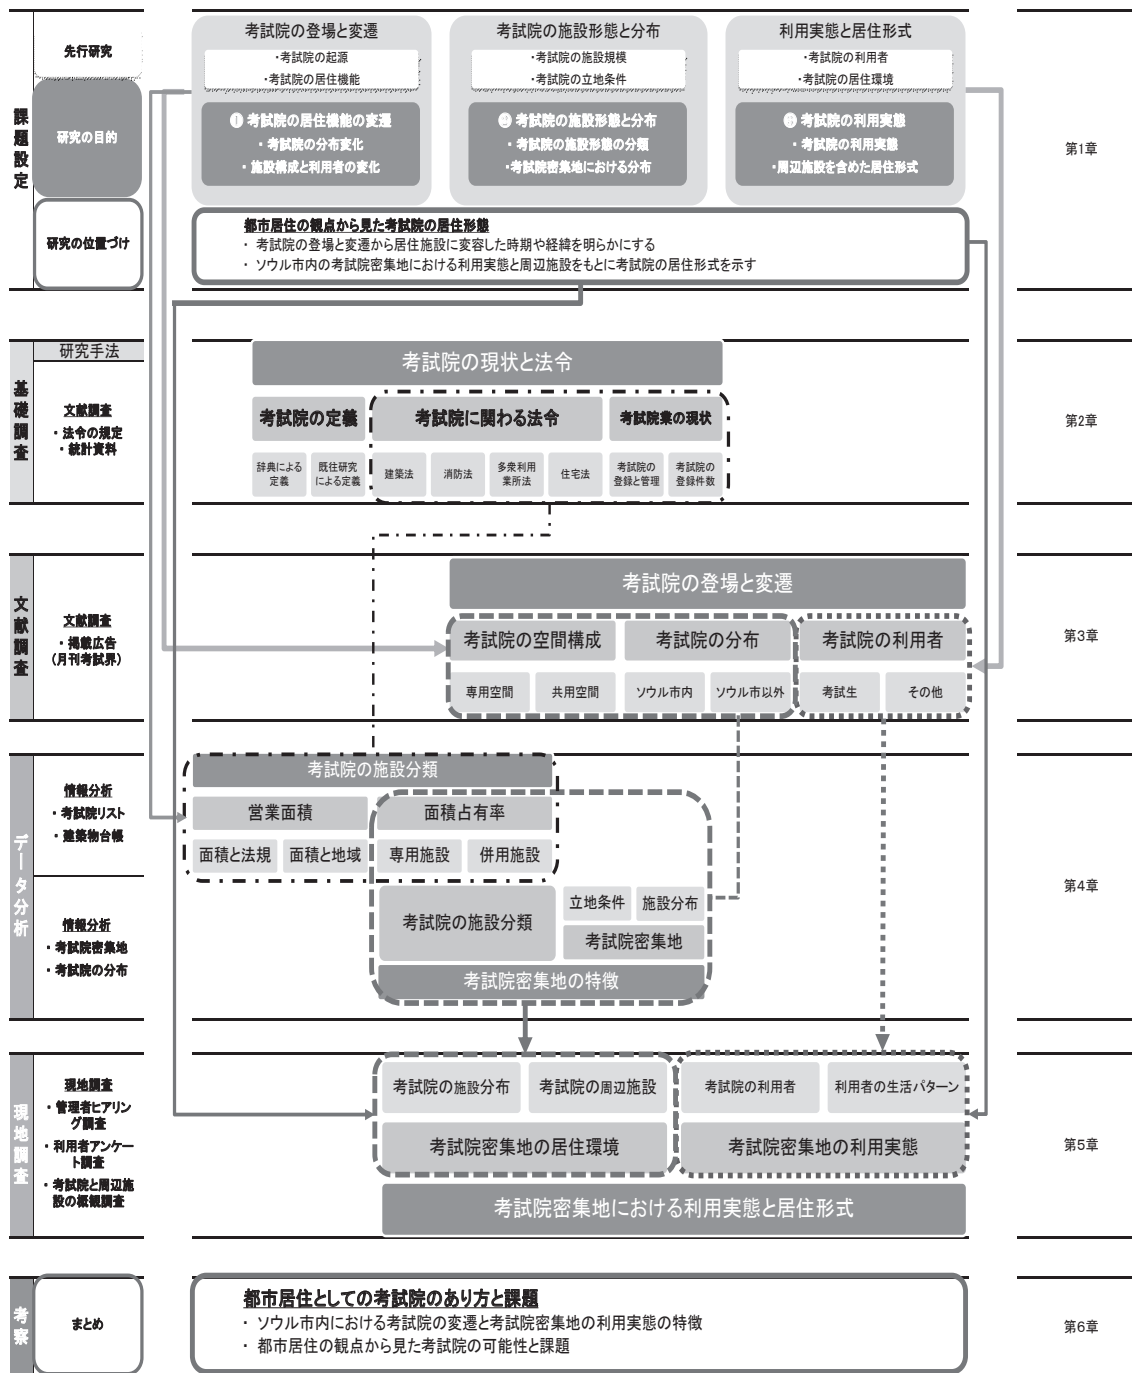 課題設定
先行研究
研究の目的
研究の位置づけ
考試院の登場と変遷
・考試院の起源
・考試院の居住機能
❶ 考試院の居住機能の変遷
・ 考試院の分布変化
・ 施設構成と利用者の変化
考試院の施設形態と分布
・考試院の施設規模
・考試院の立地条件
❷ 考試院の施設形態と分布
・ 考試院の施設形態の分類
・考試院密集地における分布
利用実態と居住形式
・考試院の利用者
・考試院の居住環境
❸ 考試院の利用実態
・ 考試院の利用実態
・周辺施設を含めた居住形式
都市居住の観点から見た考試院の居住形態
・ 考試院の登場と変遷から居住施設に変容した時期や経緯を明らかにする
・ ソウル市内の考試院密集地における利用実態と周辺施設をもとに考試院の居住形式を示す
第1章
基礎調査
研究手法
文献調査
・ 法令の規定
・ 統計資料
考試院の現状と法令
考試院の定義
考試院に関わる法令
考試院業の現状
辞典による
定義
既往研究
による定義
建築法
消防法
多衆利用
業所法
住宅法
考試院の
登録と管理
考試院の
登録件数
第2章
文献調査
文献調査
・ 掲載広告
(月刊考試界)
考試院の登場と変遷
考試院の空間構成
考試院の分布
考試院の利用者
専用空間
共用空間
ソウル市内
ソウル市以外
考試生
その他
第3章
データ分析
情報分析
・ 考試院リスト
・ 建築物台帳
情報分析
・ 考試院密集地
・ 考試院の分布
考試院の施設分類
営業面積
面積占有率
面積と法規
面積と地域
専用施設
併用施設
考試院の施設分類
立地条件
施設分布
考試院密集地
考試院密集地の特徴
第4章
現地調査
現地調査
・ 管理者ヒアリン
グ調査
・ 利用者アンケー
ト調査
・ 考試院と周辺施
設の概観調査
考試院の施設分布
考試院の周辺施設
考試院の利用者
利用者の生活パターン
考試院密集地の居住環境
考試院密集地の利用実態
考試院密集地における利用実態と居住形式
第5章
考察
まとめ
都市居住としての考試院のあり方と課題
・ ソウル市内における考試院の変遷と考試院密集地の利用実態の特徴
・ 都市居住の観点から見た考試院の可能性と課題
第6章